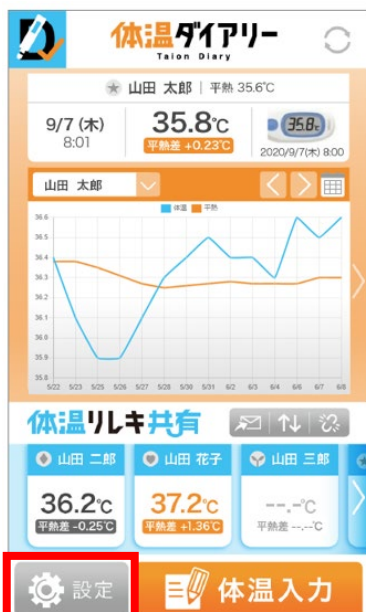 体温ダイアリー
Taion Diary
山田 太郎 | 平熱 35.6℃
9/7 (木)
8:01
35.8℃
平熱差 +0.23℃
35.8℃
2020/9/7(木) 8:00
山田 太郎
体温 平熱
36.6
36.5
36.4
36.3
36.2
36.1
36.0
35.9
35.8
5/22 5/23 5/25 5/26 5/27 5/28 5/30 5/31 6/2 6/3 6/4 6/6 6/7 6/8
体温リレキ共有
山田 二郎
36.2℃
平熱差 -0.25℃
山田 花子
37.2℃
平熱差 +1.36℃
山田 三郎
--.-℃
平熱差 --.--℃
設定
体温入力